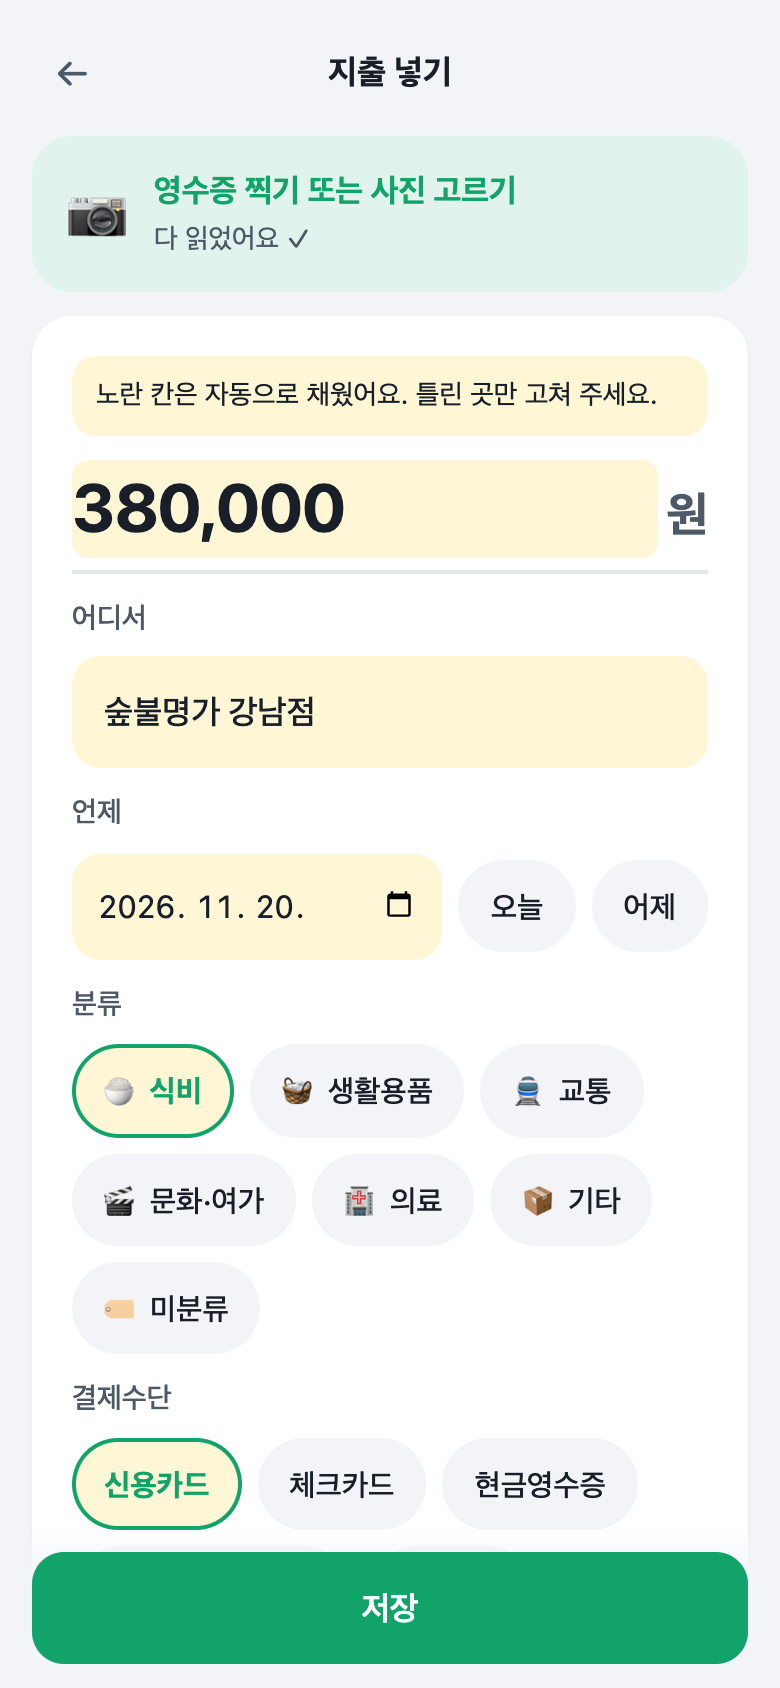 지출 넣기
영수증 찍기 또는 사진 고르기
다 읽었어요 ✓
노란 칸은 자동으로 채웠어요. 틀린 곳만 고쳐 주세요.
380,000 원
어디서
숲불명가 강남점
언제
2026. 11. 20. 오늘 어제
분류
식비 생활용품 교통
문화·여가 의료 기타
미분류
결제수단
신용카드 체크카드 현금영수증
저장